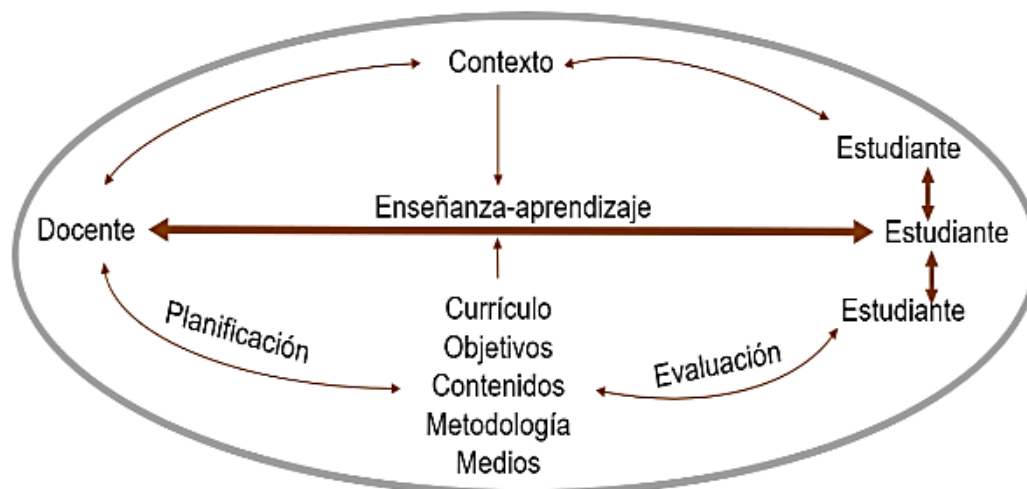 Contexto
Estudiante
Enseñanza-aprendizaje
Docente
Estudiante
Estudiante
Planificación
Currículo
Objetivos
Contenidos
Metodología
Medios
Evaluación